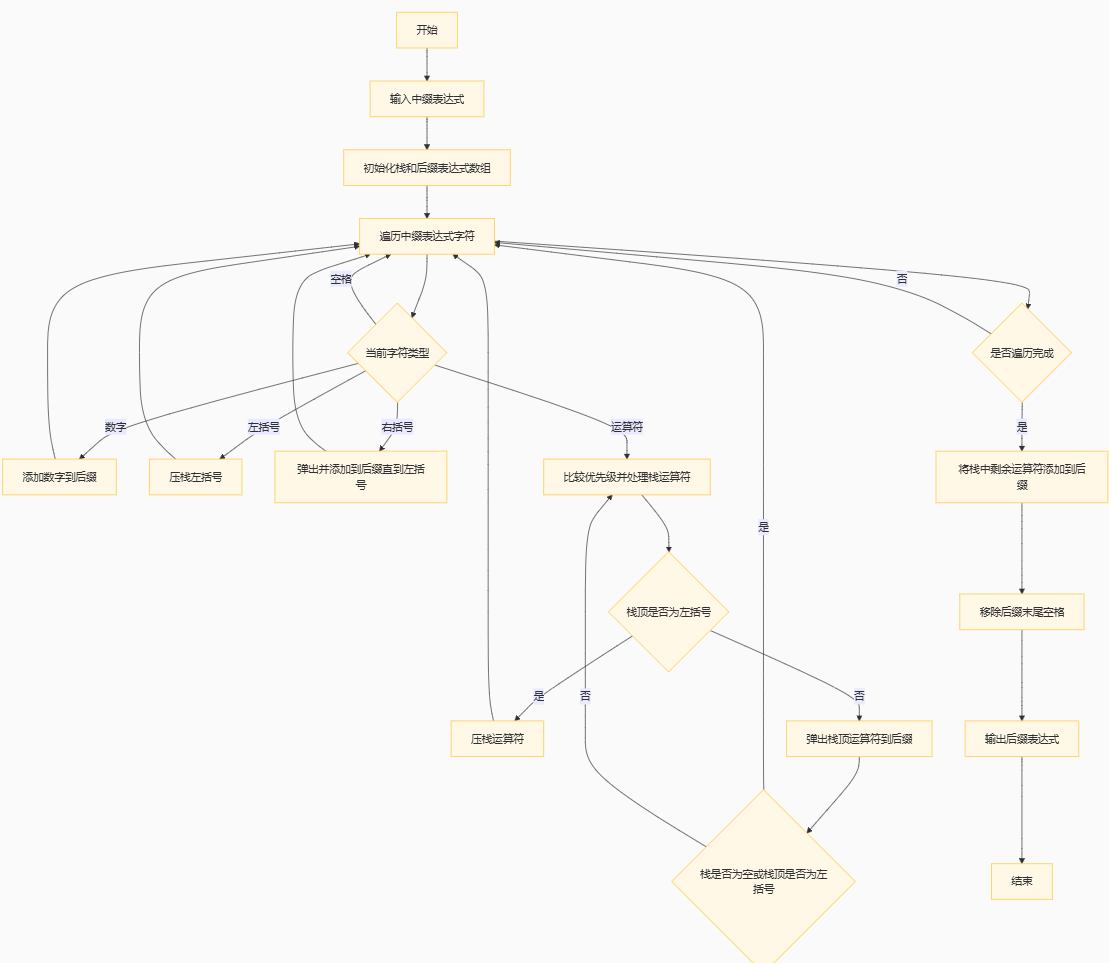 开始
输入中缀表达式
初始化栈和后缀表达式数组
遍历中缀表达式字符
空格
否
当前字符类型
是否遍历完成
数字
左括号
右括号
运算符
是
添加数字到后缀
压栈左括号
弹出并添加到后缀直到左括
号
比较优先级并处理栈运算符
将栈中剩余运算符添加到后
缀
是
栈顶是否为左括号
移除后缀末尾空格
是
否
否
压栈运算符
弹出栈顶运算符到后缀
输出后缀表达式
栈是否为空或栈顶是否为左
括号
结束